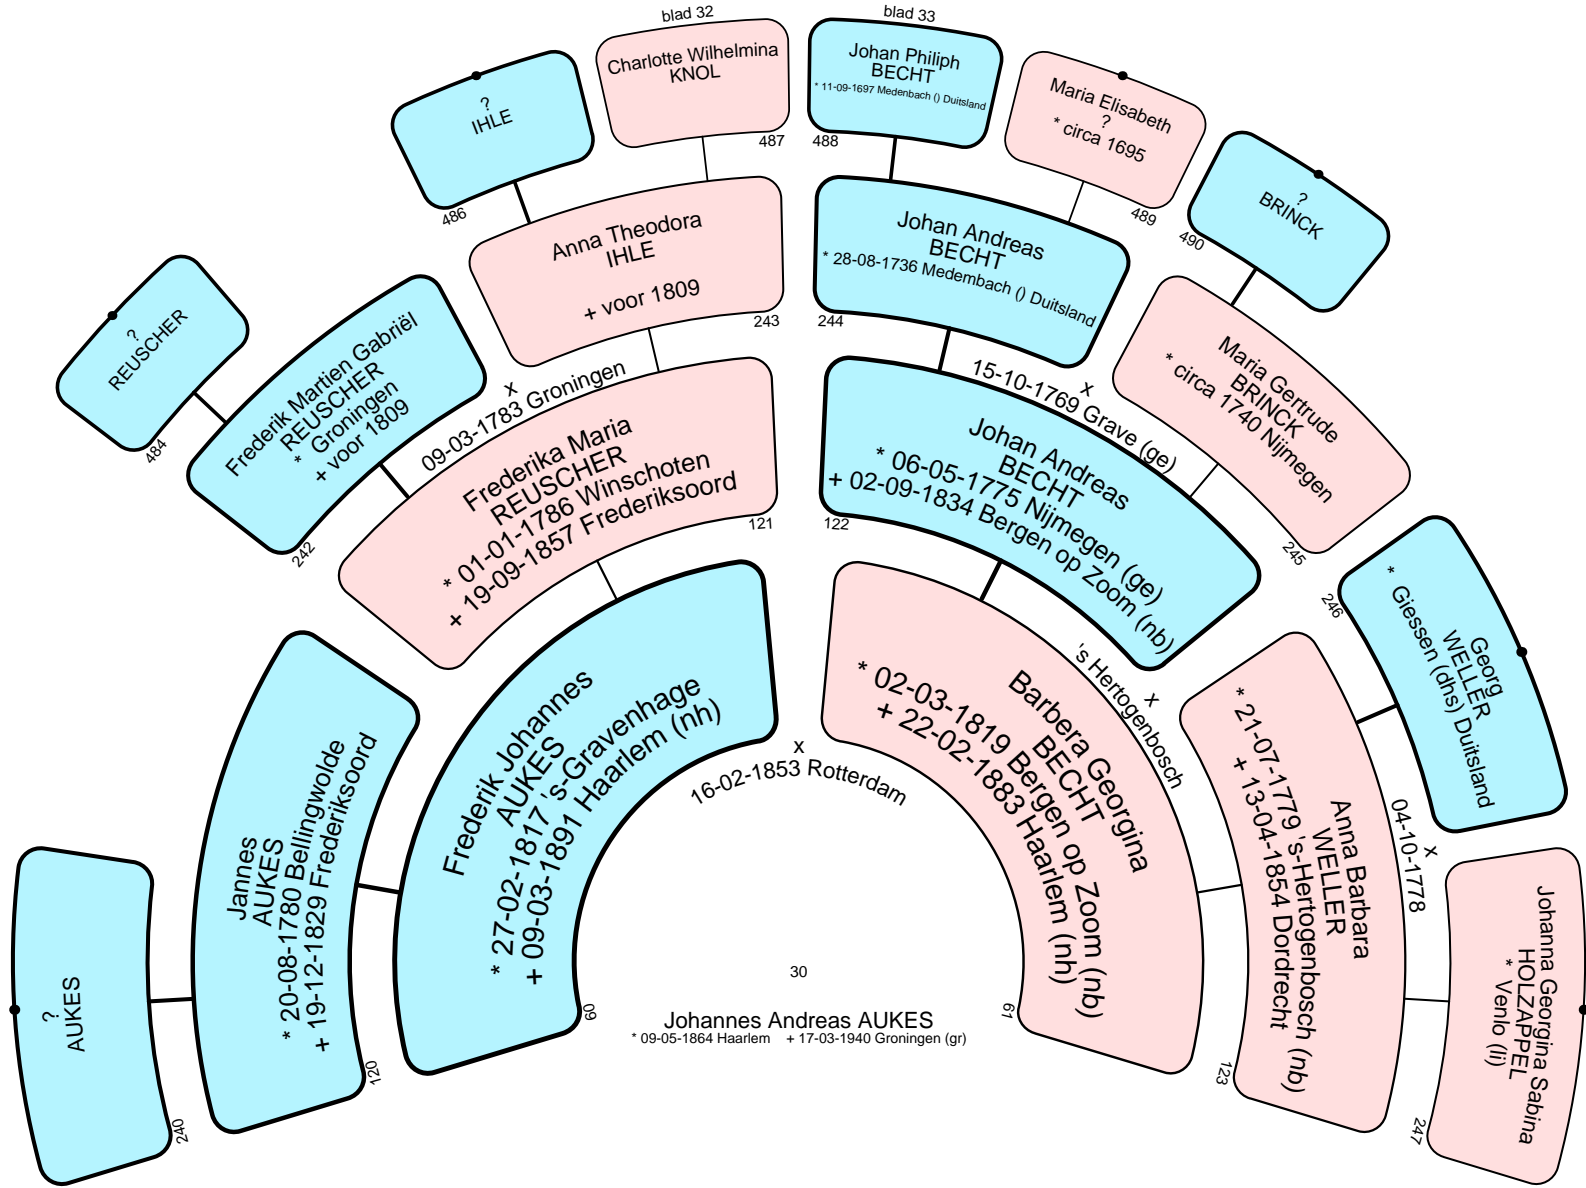 blad 32
blad 33
?
IHLE
486
Charlotte Wilhelmina
KNOL
487
Johan Philiph
BECHT
* 11-09-1697 Medenbach () Duitsland
488
Maria Elisabeth
?
* circa 1695
489
?
BRINCK
490
?
REUSCHER
484
Frederik Martien Gabriël
REUSCHER
* Groningen
+ voor 1809
242
Anna Theodora
IHLE
+ voor 1809
243
Johan Andreas
BECHT
* 28-08-1736 Medembach () Duitsland
244
Maria Gertrude
BRINCK
* circa 1740 Nijmegen
245
x
09-03-1783 Groningen
x
15-10-1769 Grave (ge)
Frederika Maria
REUSCHER
* 01-01-1786 Winschoten
+ 19-09-1857 Frederiksoord
121
Johan Andreas
BECHT
* 06-05-1775 Nijmegen (ge)
+ 02-09-1834 Bergen op Zoom (nb)
122
246
Georg
WELLER
* Giessen (dhs) Duitsland
?
AUKES
240
Jannes
AUKES
* 20-08-1780 Bellingwolde
+ 19-12-1829 Frederiksoord
120
Frederik Johannes
AUKES
* 27-02-1817 's-Gravenhage
+ 09-03-1891 Haarlem (nh)
60
x
16-02-1853 Rotterdam
Barbera Georgina
BECHT
* 02-03-1819 Bergen op Zoom (nb)
+ 22-02-1883 Haarlem (nh)
61
x
's Hertogenbosch
Anna Barbara
WELLER
* 21-07-1779 's-Hertogenbosch (nb)
+ 13-04-1854 Dordrecht
123
x
04-10-1778
Johanna Georgina Sabina
HOLZAPPEL
* Venlo (li)
247
30
Johannes Andreas AUKES
* 09-05-1864 Haarlem + 17-03-1940 Groningen (gr)